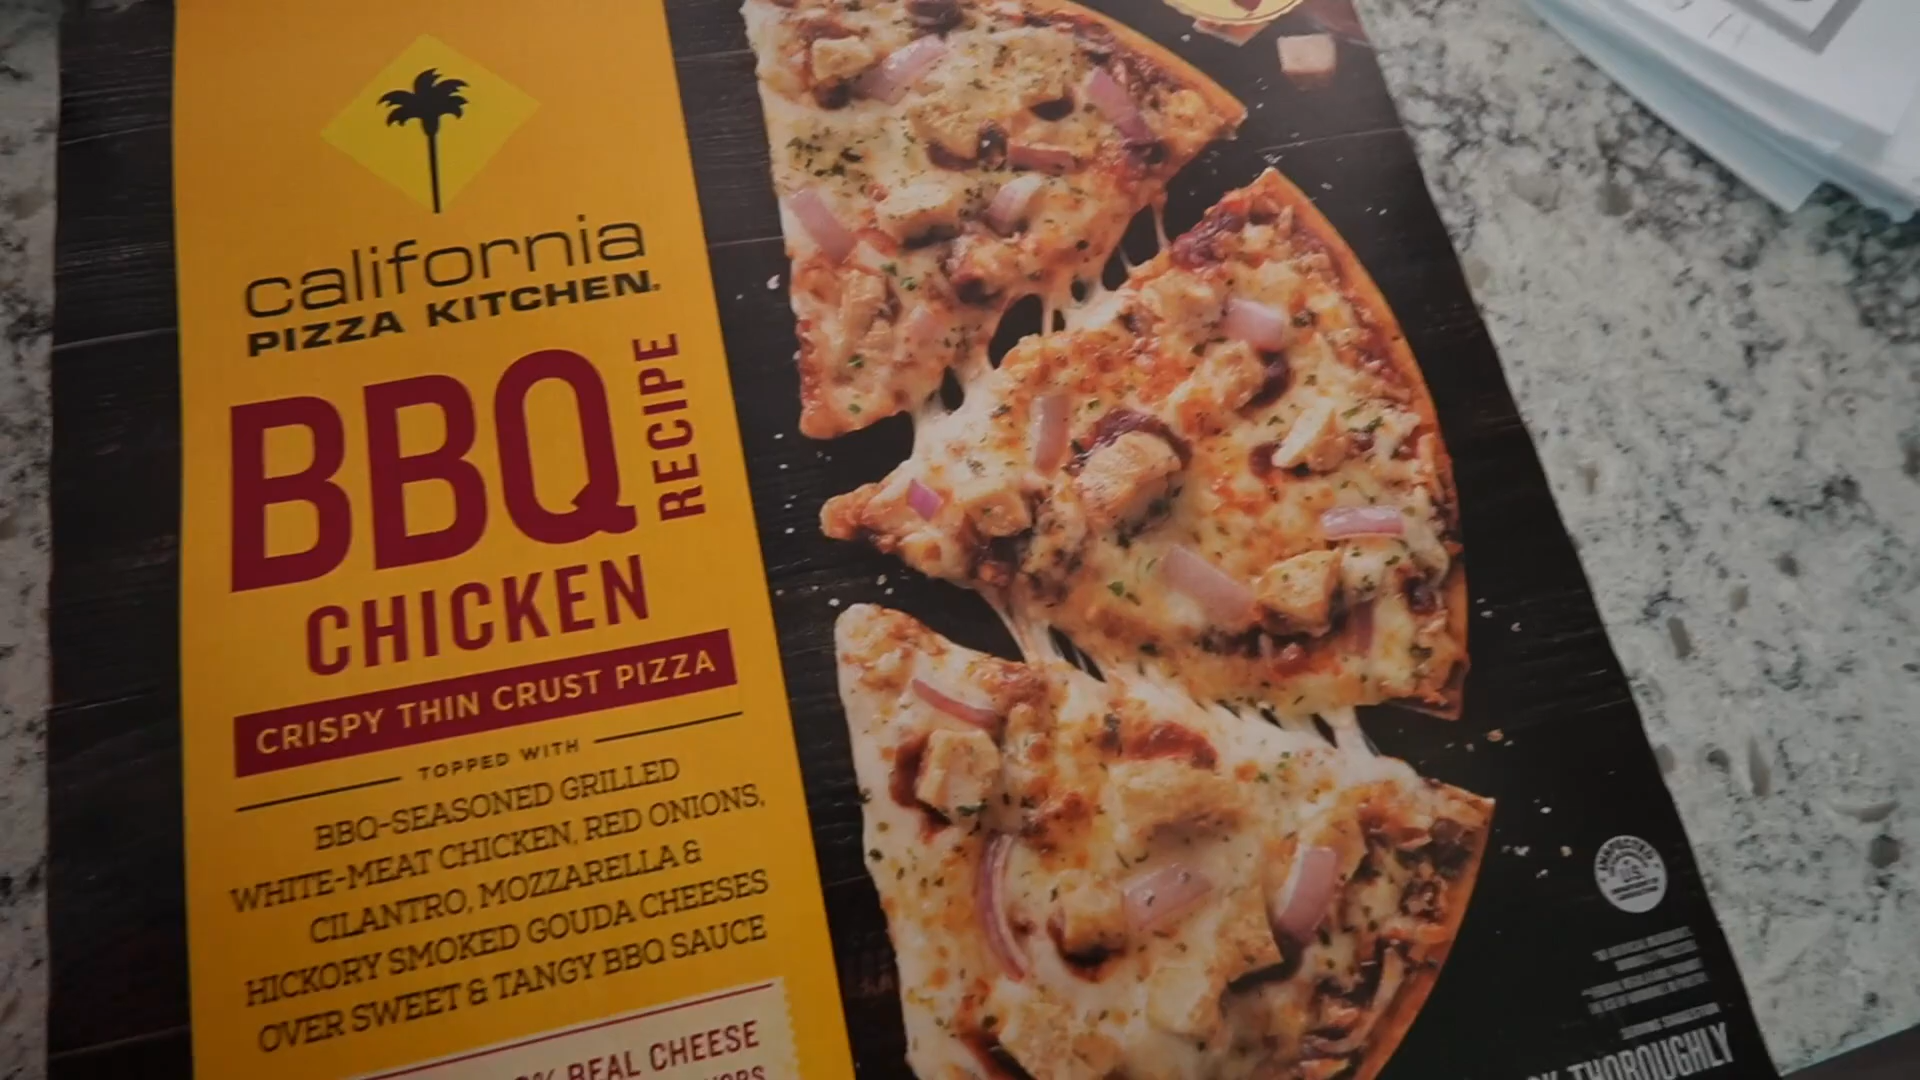 california
PIZZA KITCHEN.
BBQ
RECIPE
CHICKEN
CRISPY THIN CRUST PIZZA
TOPPED WITH
BBQ-SEASONED GRILLED
WHITE-MEAT CHICKEN, RED ONIONS,
CILANTRO, MOZZARELLA &
HICKORY SMOKED GOUDA CHEESES
OVER SWEET & TANGY BBQ SAUCE
% REAL CHEESE
THOROUGHLY